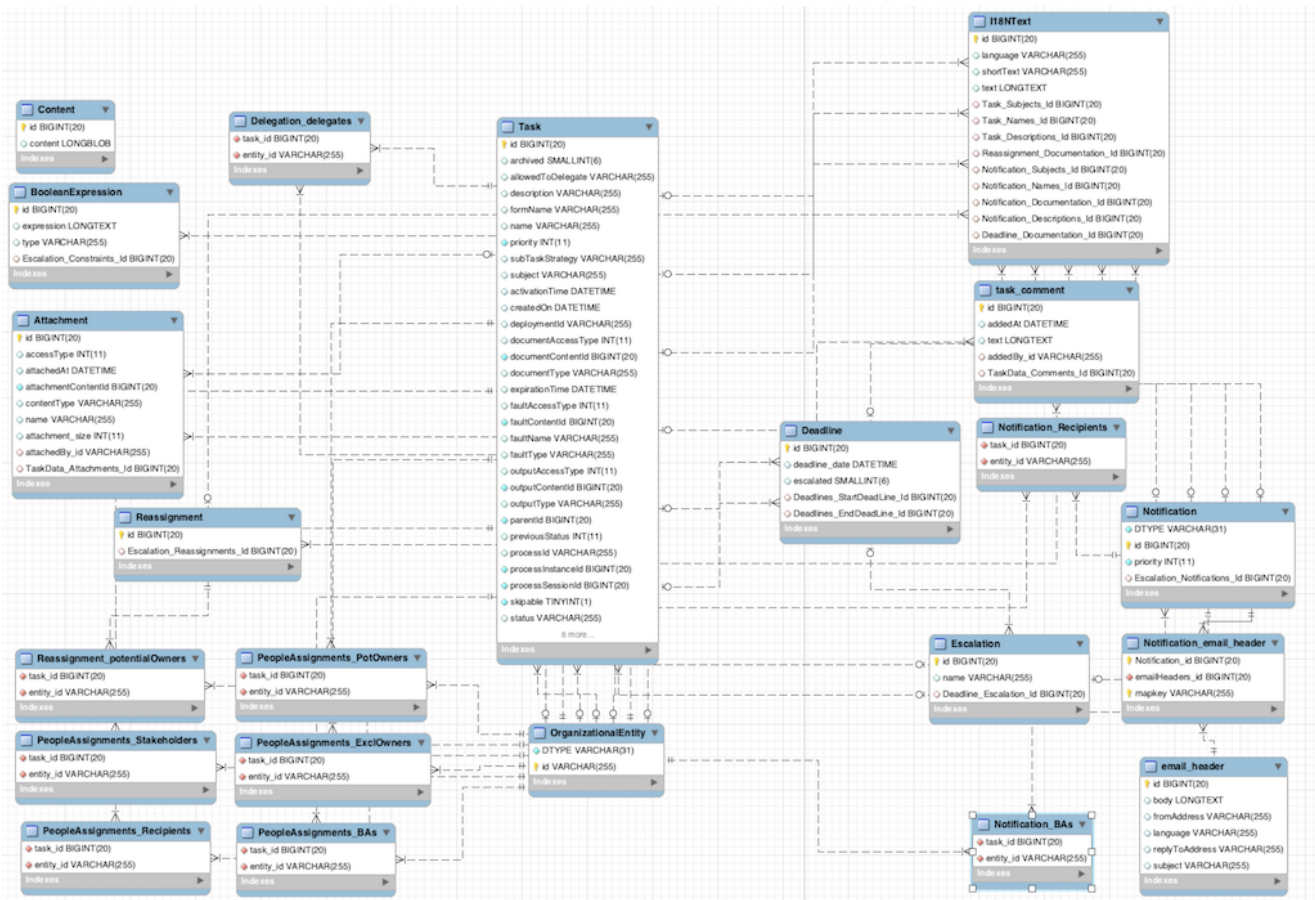 Content
id BIGINT(20)
content LONGBLOB
Indexes
BooleanExpression
id BIGINT(20)
expression LONGTEXT
type VARCHAR(255)
Escalation_Constraints_Id BIGINT(20)
Indexes
Attachment
id BIGINT(20)
accessType INT(11)
attachedAt DATETIME
attachmentContentId BIGINT(20)
contentType VARCHAR(255)
name VARCHAR(255)
attachment_size INT(11)
attachedBy_id VARCHAR(255)
TaskData_Attachments_Id BIGINT(20)
Indexes
Delegation_delegates
task_id BIGINT(20)
entity_id VARCHAR(255)
Indexes
Reassignment
id BIGINT(20)
Escalation_Reassignments_Id BIGINT(20)
Indexes
Reassignment_potentialOwners
task_id BIGINT(20)
entity_id VARCHAR(255)
Indexes
PeopleAssignments_Stakeholders
task_id BIGINT(20)
entity_id VARCHAR(255)
Indexes
PeopleAssignments_Recipients
task_id BIGINT(20)
entity_id VARCHAR(255)
Indexes
PeopleAssignments_PotOwners
task_id BIGINT(20)
entity_id VARCHAR(255)
Indexes
PeopleAssignments_ExclOwners
task_id BIGINT(20)
entity_id VARCHAR(255)
Indexes
PeopleAssignments_BAs
task_id BIGINT(20)
entity_id VARCHAR(255)
Indexes
Task
id BIGINT(20)
archived SMALLINT(6)
allowedToDelegate VARCHAR(255)
description VARCHAR(255)
formName VARCHAR(255)
name VARCHAR(255)
priority INT(11)
subTaskStrategy VARCHAR(255)
subject VARCHAR(255)
activationTime DATETIME
createdOn DATETIME
deploymentId VARCHAR(255)
documentAccessType INT(11)
documentContentId BIGINT(20)
documentType VARCHAR(255)
expirationTime DATETIME
faultAccessType INT(11)
faultContentId BIGINT(20)
faultName VARCHAR(255)
faultType VARCHAR(255)
outputAccessType INT(11)
outputContentId BIGINT(20)
outputType VARCHAR(255)
parentId BIGINT(20)
previousStatus INT(11)
processId VARCHAR(255)
processInstanceId BIGINT(20)
processSessionId BIGINT(20)
skipable TINYINT(1)
status VARCHAR(255)
6 more...
Indexes
OrganizationalEntity
DTYPE VARCHAR(31)
id VARCHAR(255)
Indexes
Deadline
id BIGINT(20)
deadline_date DATETIME
escalated SMALLINT(6)
Deadlines_StartDeadLine_Id BIGINT(20)
Deadlines_EndDeadLine_Id BIGINT(20)
Indexes
I18NText
id BIGINT(20)
language VARCHAR(255)
shortText VARCHAR(255)
text LONGTEXT
Task_Subjects_Id BIGINT(20)
Task_Names_Id BIGINT(20)
Task_Descriptions_Id BIGINT(20)
Reassignment_Documentation_Id BIGINT(20)
Notification_Subjects_Id BIGINT(20)
Notification_Names_Id BIGINT(20)
Notification_Documentation_Id BIGINT(20)
Notification_Descriptions_Id BIGINT(20)
Deadline_Documentation_Id BIGINT(20)
Indexes
task_comment
id BIGINT(20)
addedAt DATETIME
text LONGTEXT
addedBy_id VARCHAR(255)
TaskData_Comments_Id BIGINT(20)
Indexes
Notification_Recipients
task_id BIGINT(20)
entity_id VARCHAR(255)
Indexes
Notification
DTYPE VARCHAR(31)
id BIGINT(20)
priority INT(11)
Escalation_Notifications_Id BIGINT(20)
Indexes
Escalation
id BIGINT(20)
name VARCHAR(255)
Deadline_Escalation_Id BIGINT(20)
Indexes
Notification_email_header
Notification_id BIGINT(20)
emailHeaders_id BIGINT(20)
mapkey VARCHAR(255)
Indexes
email_header
id BIGINT(20)
body LONGTEXT
fromAddress VARCHAR(255)
language VARCHAR(255)
replyToAddress VARCHAR(255)
subject VARCHAR(255)
Indexes
Notification_BAs
task_id BIGINT(20)
entity_id VARCHAR(255)
Indexes